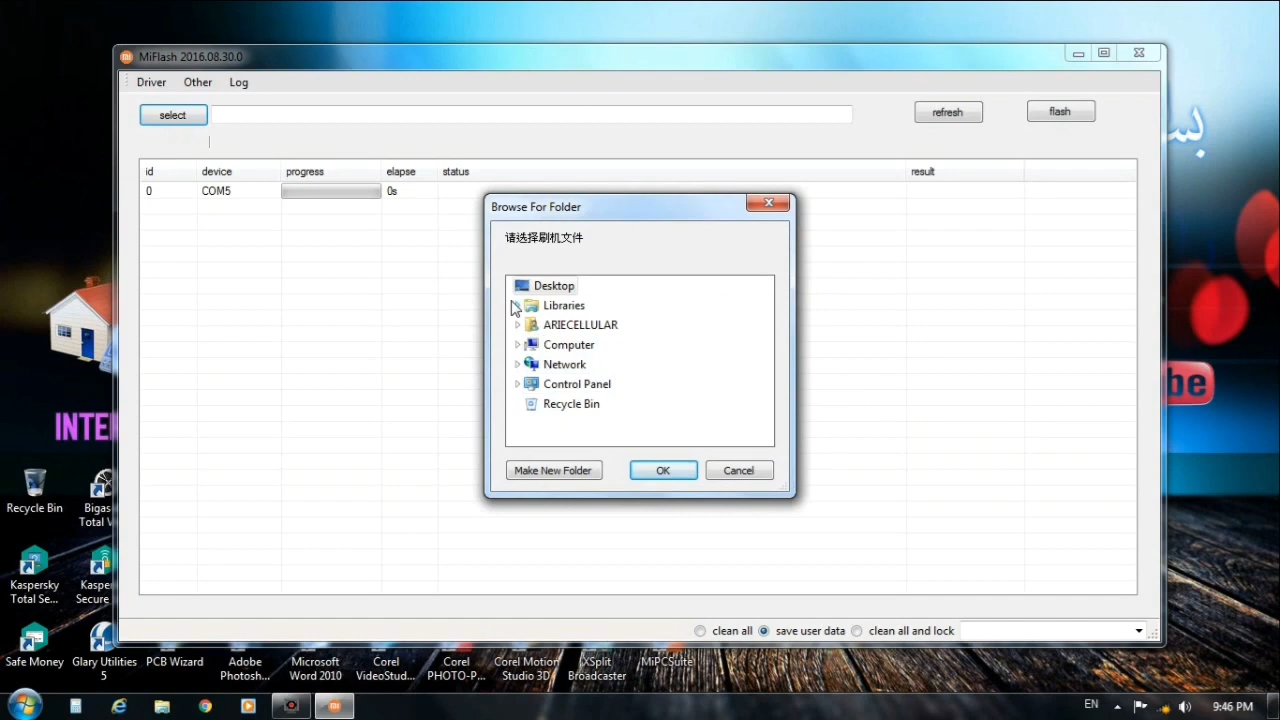 MiFlash 2016.08.30.0
Driver Other Log
select
refresh
flash
id device progress elapse status result
0 COM5 0s
Browse For Folder
请选择刷机文件
Desktop
Libraries
ARIECELLULAR
Computer
Network
Control Panel
Recycle Bin
Make New Folder OK Cancel
clean all save user data clean all and lock
بس
be
INTE
Recycle Bin
Bigas
Total V
Kaspersky
Total Se...
Kaspe
Secure
Safe Money
Glary Utilities
5
PCB Wizard
Adobe
Photosh...
Microsoft
Word 2010
Corel
VideoStud...
Corel
PHOTO-P...
Corel Motion
Studio 3D
XSplit
Broadcaster
MiPCSuite
EN
9:46 PM